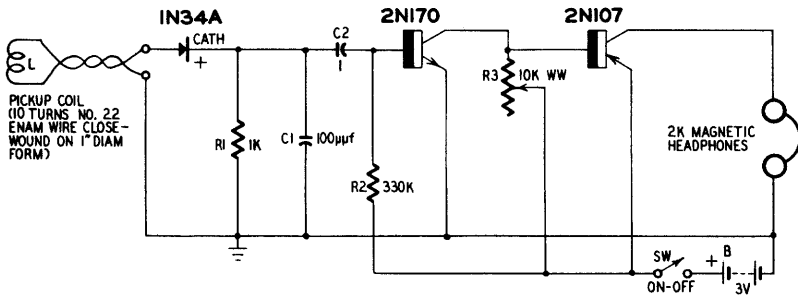 1N34A
2N170
2N107
CATH
+
C2
1
L
R3
10K WW
PICKUP COIL
(10 TURNS NO. 22
ENAM WIRE CLOSE-
WOUND ON 1" DIAM
FORM)
R1
1K
C1
100µµf
2K MAGNETIC
HEADPHONES
R2
330K
SW
ON-OFF
+
B
3V